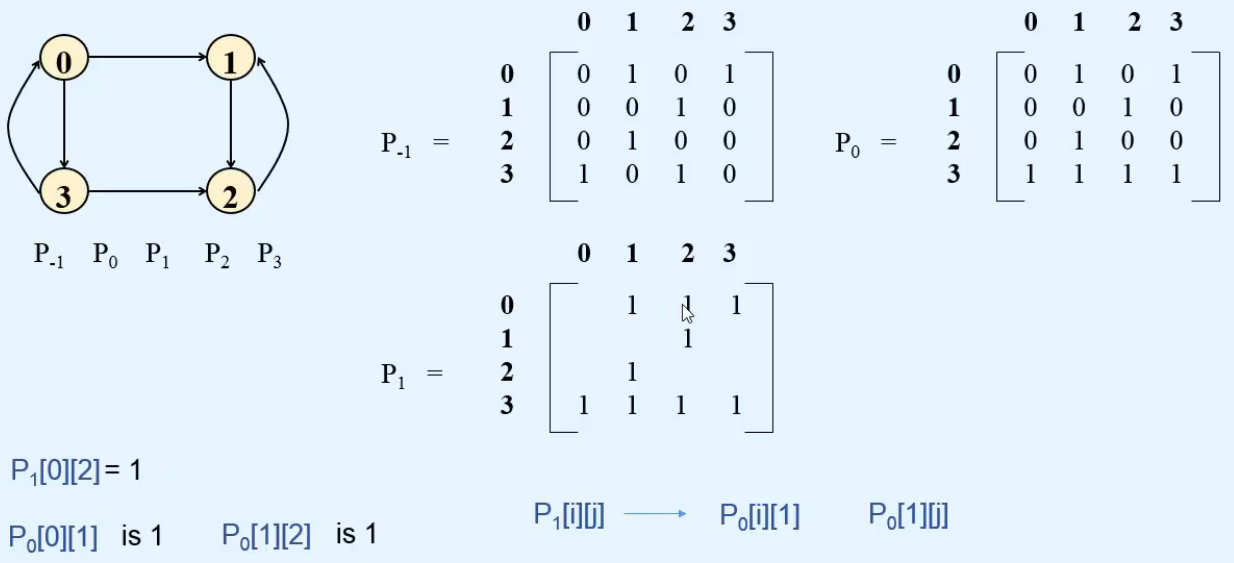 0 1
3 2
P-1 P0 P1 P2 P3
0 1 2 3
0 0 1 0 1
1 0 0 1 0
P-1 = 2 0 1 0 0
3 1 0 1 0
0 1 2 3
0 0 1 0 1
1 0 0 1 0
P0 = 2 0 1 0 0
3 1 1 1 1
0 1 2 3
0 1 1 1
1 1
P1 = 2 1
3 1 1 1 1
P1[0][2] = 1
P0[0][1] is 1 P0[1][2] is 1
P1[i][j] → P0[i][1] P0[1][j]